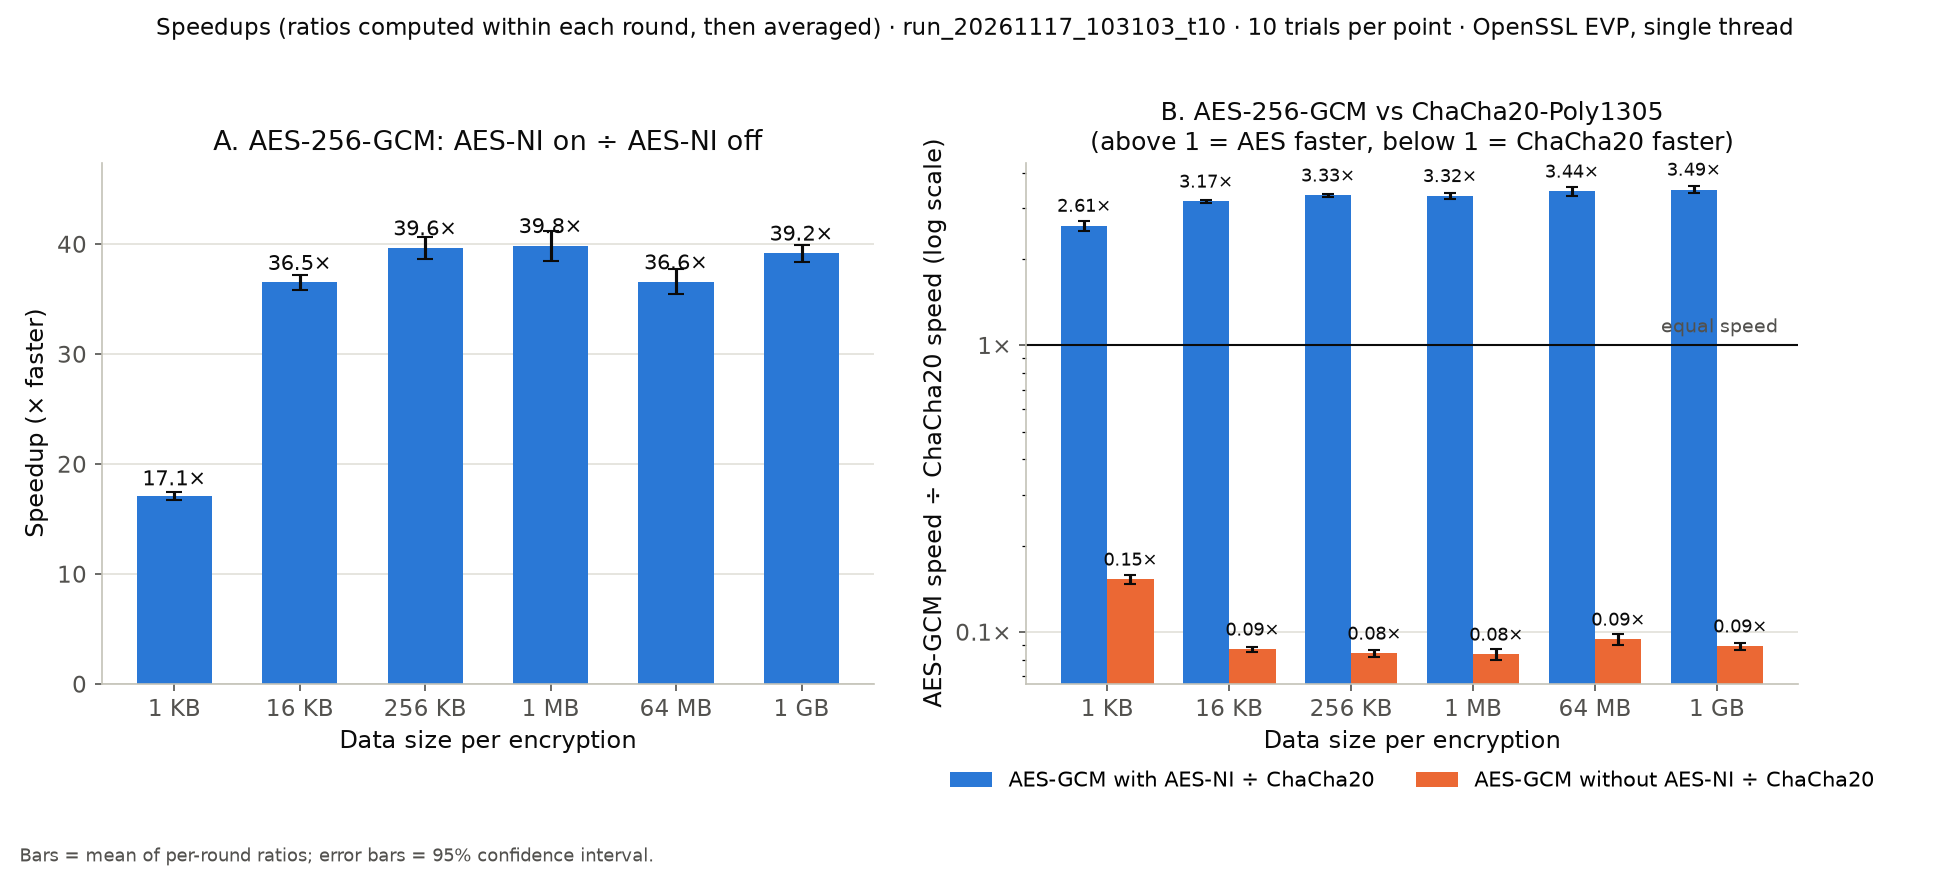 Speedups (ratios computed within each round, then averaged) · run_20261117_103103_t10 · 10 trials per point · OpenSSL EVP, single thread
A. AES-256-GCM: AES-NI on ÷ AES-NI off
Speedup (× faster)
40
30
20
10
0
17.1×
36.5×
39.6×
39.8×
36.6×
39.2×
1 KB
16 KB
256 KB
1 MB
64 MB
1 GB
Data size per encryption
B. AES-256-GCM vs ChaCha20-Poly1305
(above 1 = AES faster, below 1 = ChaCha20 faster)
AES-GCM speed ÷ ChaCha20 speed (log scale)
1×
0.1×
2.61×
3.17×
3.33×
3.32×
3.44×
3.49×
equal speed
0.15×
0.09×
0.08×
0.08×
0.09×
0.09×
1 KB
16 KB
256 KB
1 MB
64 MB
1 GB
Data size per encryption
AES-GCM with AES-NI ÷ ChaCha20
AES-GCM without AES-NI ÷ ChaCha20
Bars = mean of per-round ratios; error bars = 95% confidence interval.